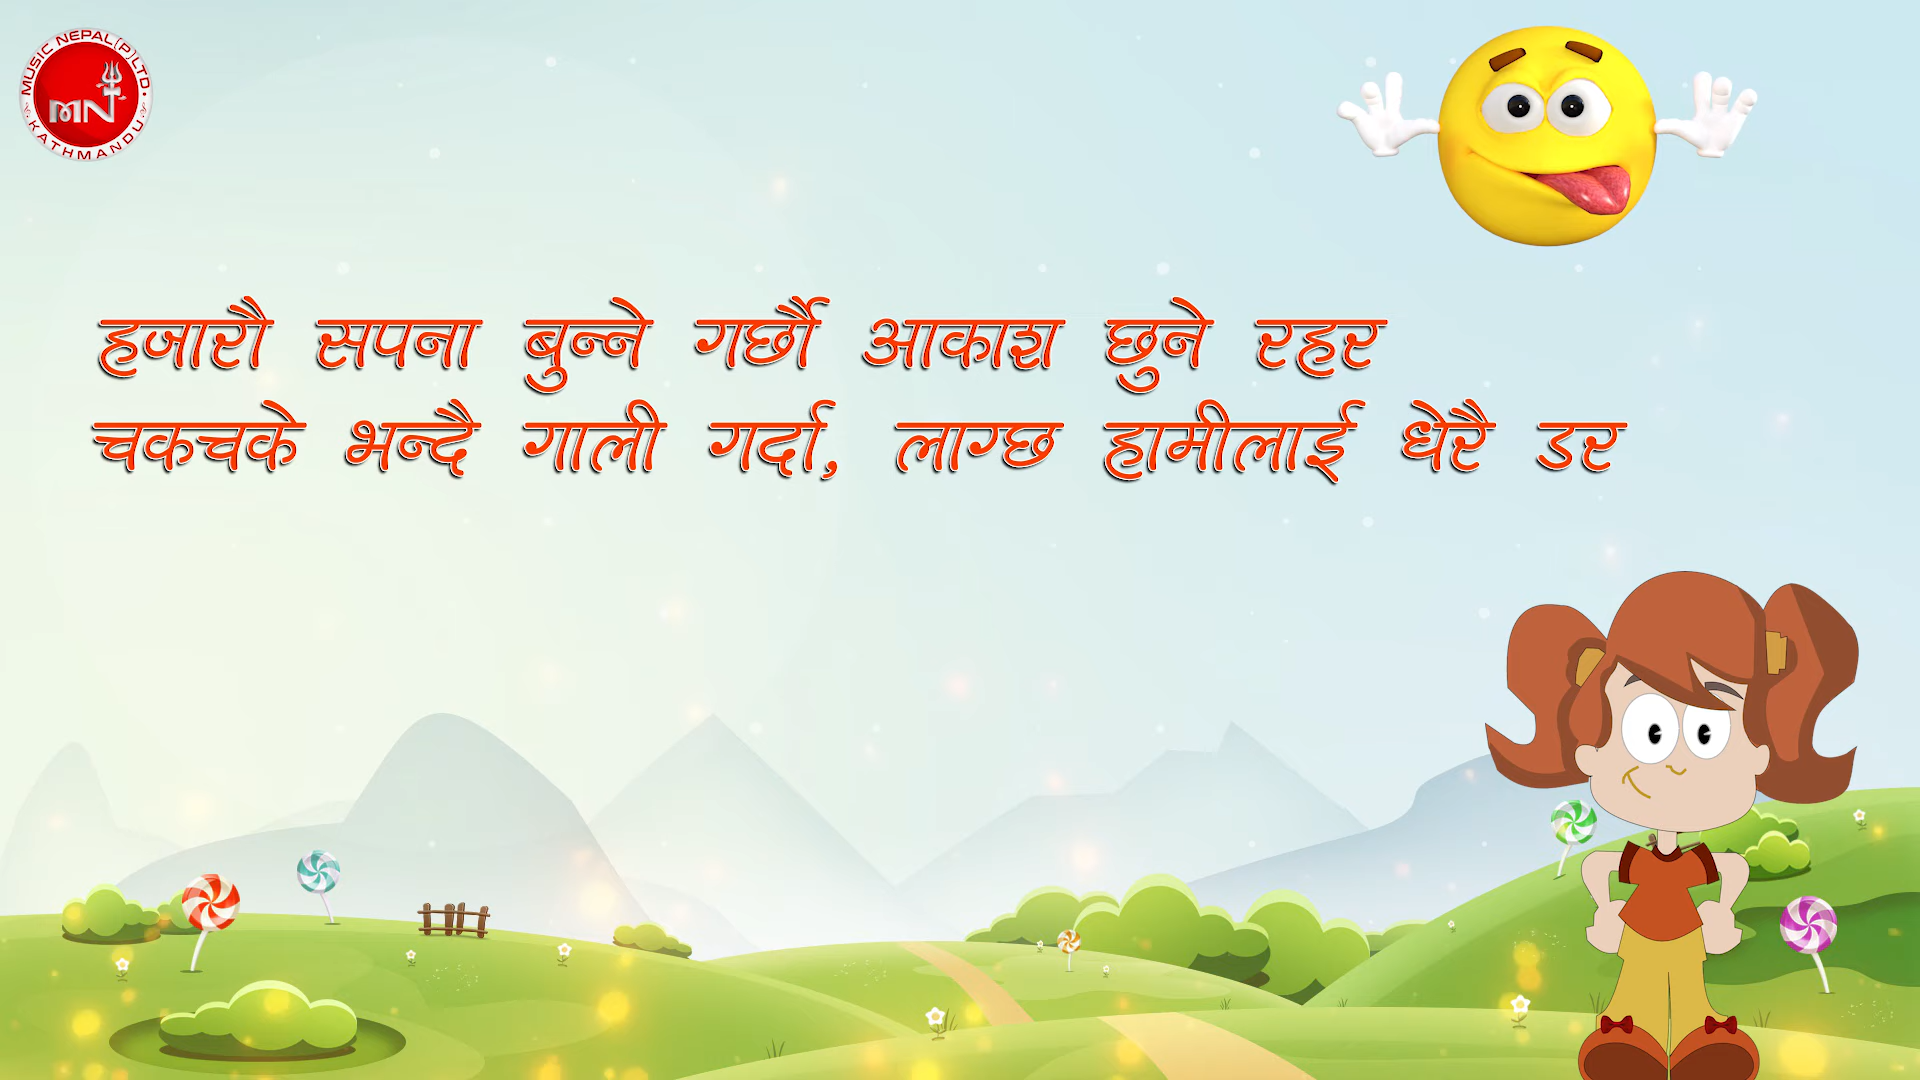 MUSIC NEPAL(P)LTD.
MN
KATHMANDU
हजारौ सपना बुन्ने गर्छौ आकाश छुने रहर
चकचके भन्दै गाली गर्दा, लाग्छ हामीलाई धेरै डर